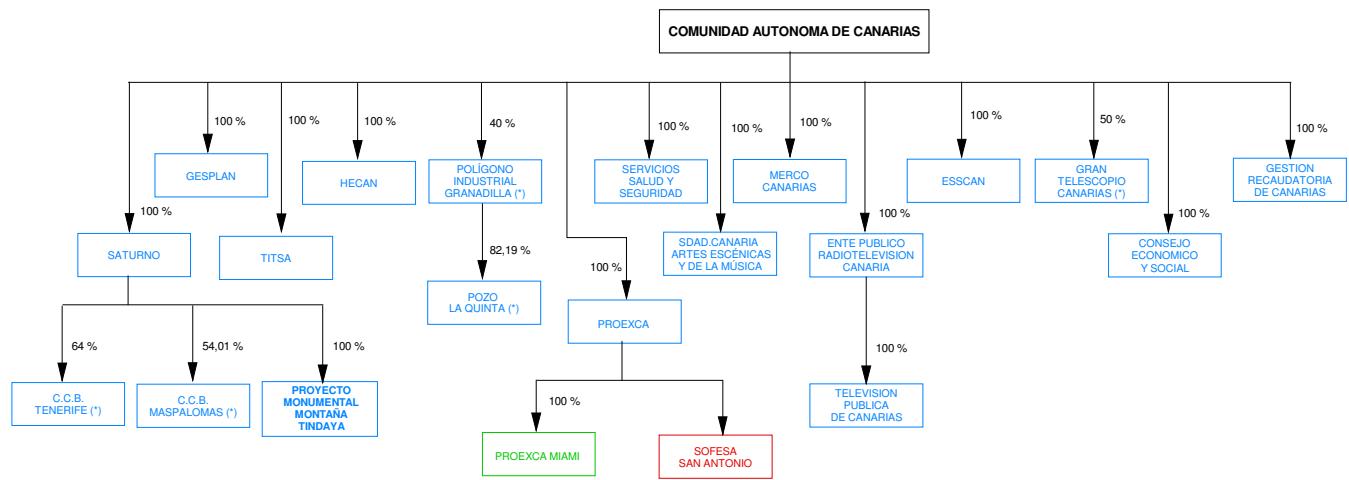 COMUNIDAD AUTONOMA DE CANARIAS
100 %
100 %
100 %
40 %
100 %
100 %
100 %
100 %
50 %
100 %
GESPLAN
HECAN
POLÍGONO
INDUSTRIAL
GRANADILLA (*)
SERVICIOS
SALUD Y
SEGURIDAD
MERCO
CANARIAS
ESSCAN
GRAN
TELESCOPIO
CANARIAS (*)
GESTION
RECAUDATORIA
DE CANARIAS
100 %
100 %
100 %
SATURNO
TITSA
82,19 %
SDAD.CANARIA
ARTES ESCÉNICAS
Y DE LA MÚSICA
ENTE PUBLICO
RADIOTELEVISION
CANARIA
CONSEJO
ECONOMICO
Y SOCIAL
100 %
POZO
LA QUINTA (*)
PROEXCA
64 %
54,01 %
100 %
100 %
C.C.B.
TENERIFE (*)
C.C.B.
MASPALOMAS (*)
PROYECTO
MONUMENTAL
MONTAÑA
TINDAYA
TELEVISION
PUBLICA
DE CANARIAS
100 %
PROEXCA MIAMI
SOFESA
SAN ANTONIO